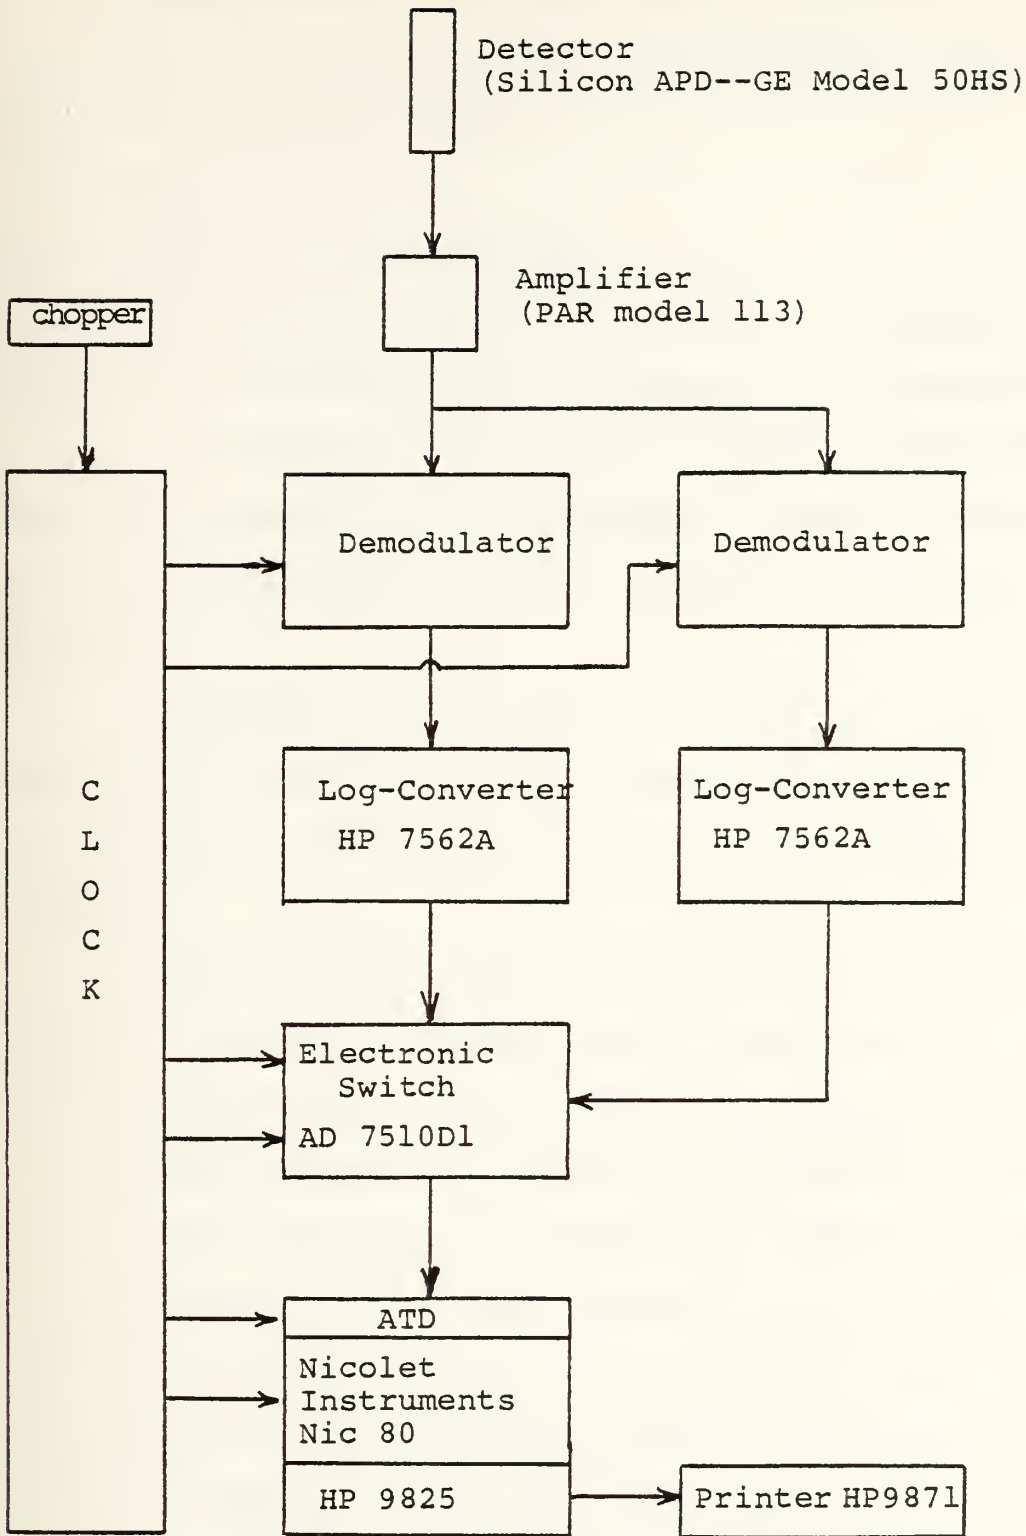 Detector
(Silicon APD--GE Model 50HS)
Amplifier
(PAR model 113)
chopper
Demodulator
Demodulator
C
L
O
C
K
Log-Converter
HP 7562A
Log-Converter
HP 7562A
Electronic
Switch
AD 7510D1
ATD
Nicolet
Instruments
Nic 80
HP 9825
Printer HP9871